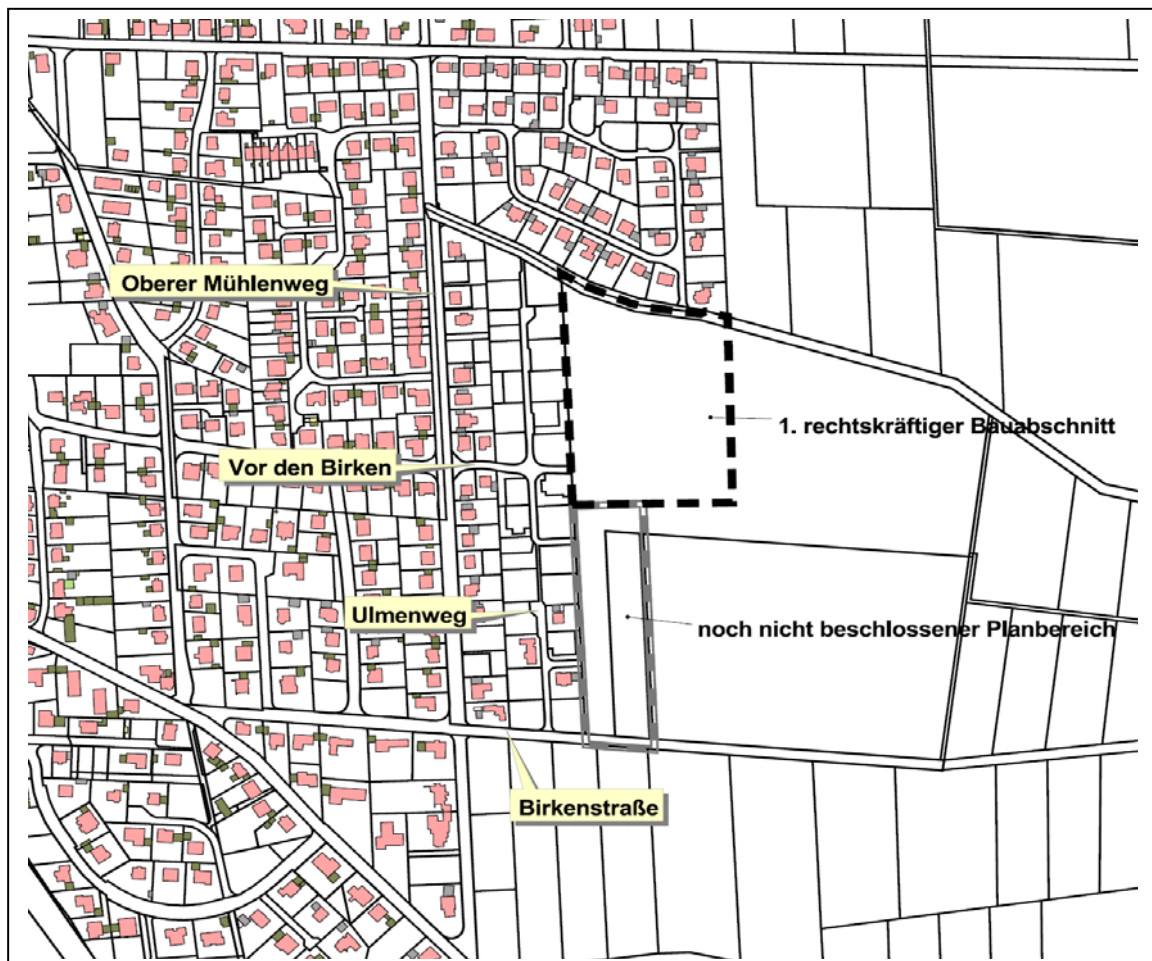 Oberer Mühlenweg
1. rechtskräftiger Bauabschnitt
Vor den Birken
Ulmenweg
noch nicht beschlossener Planbereich
Birkenstraße